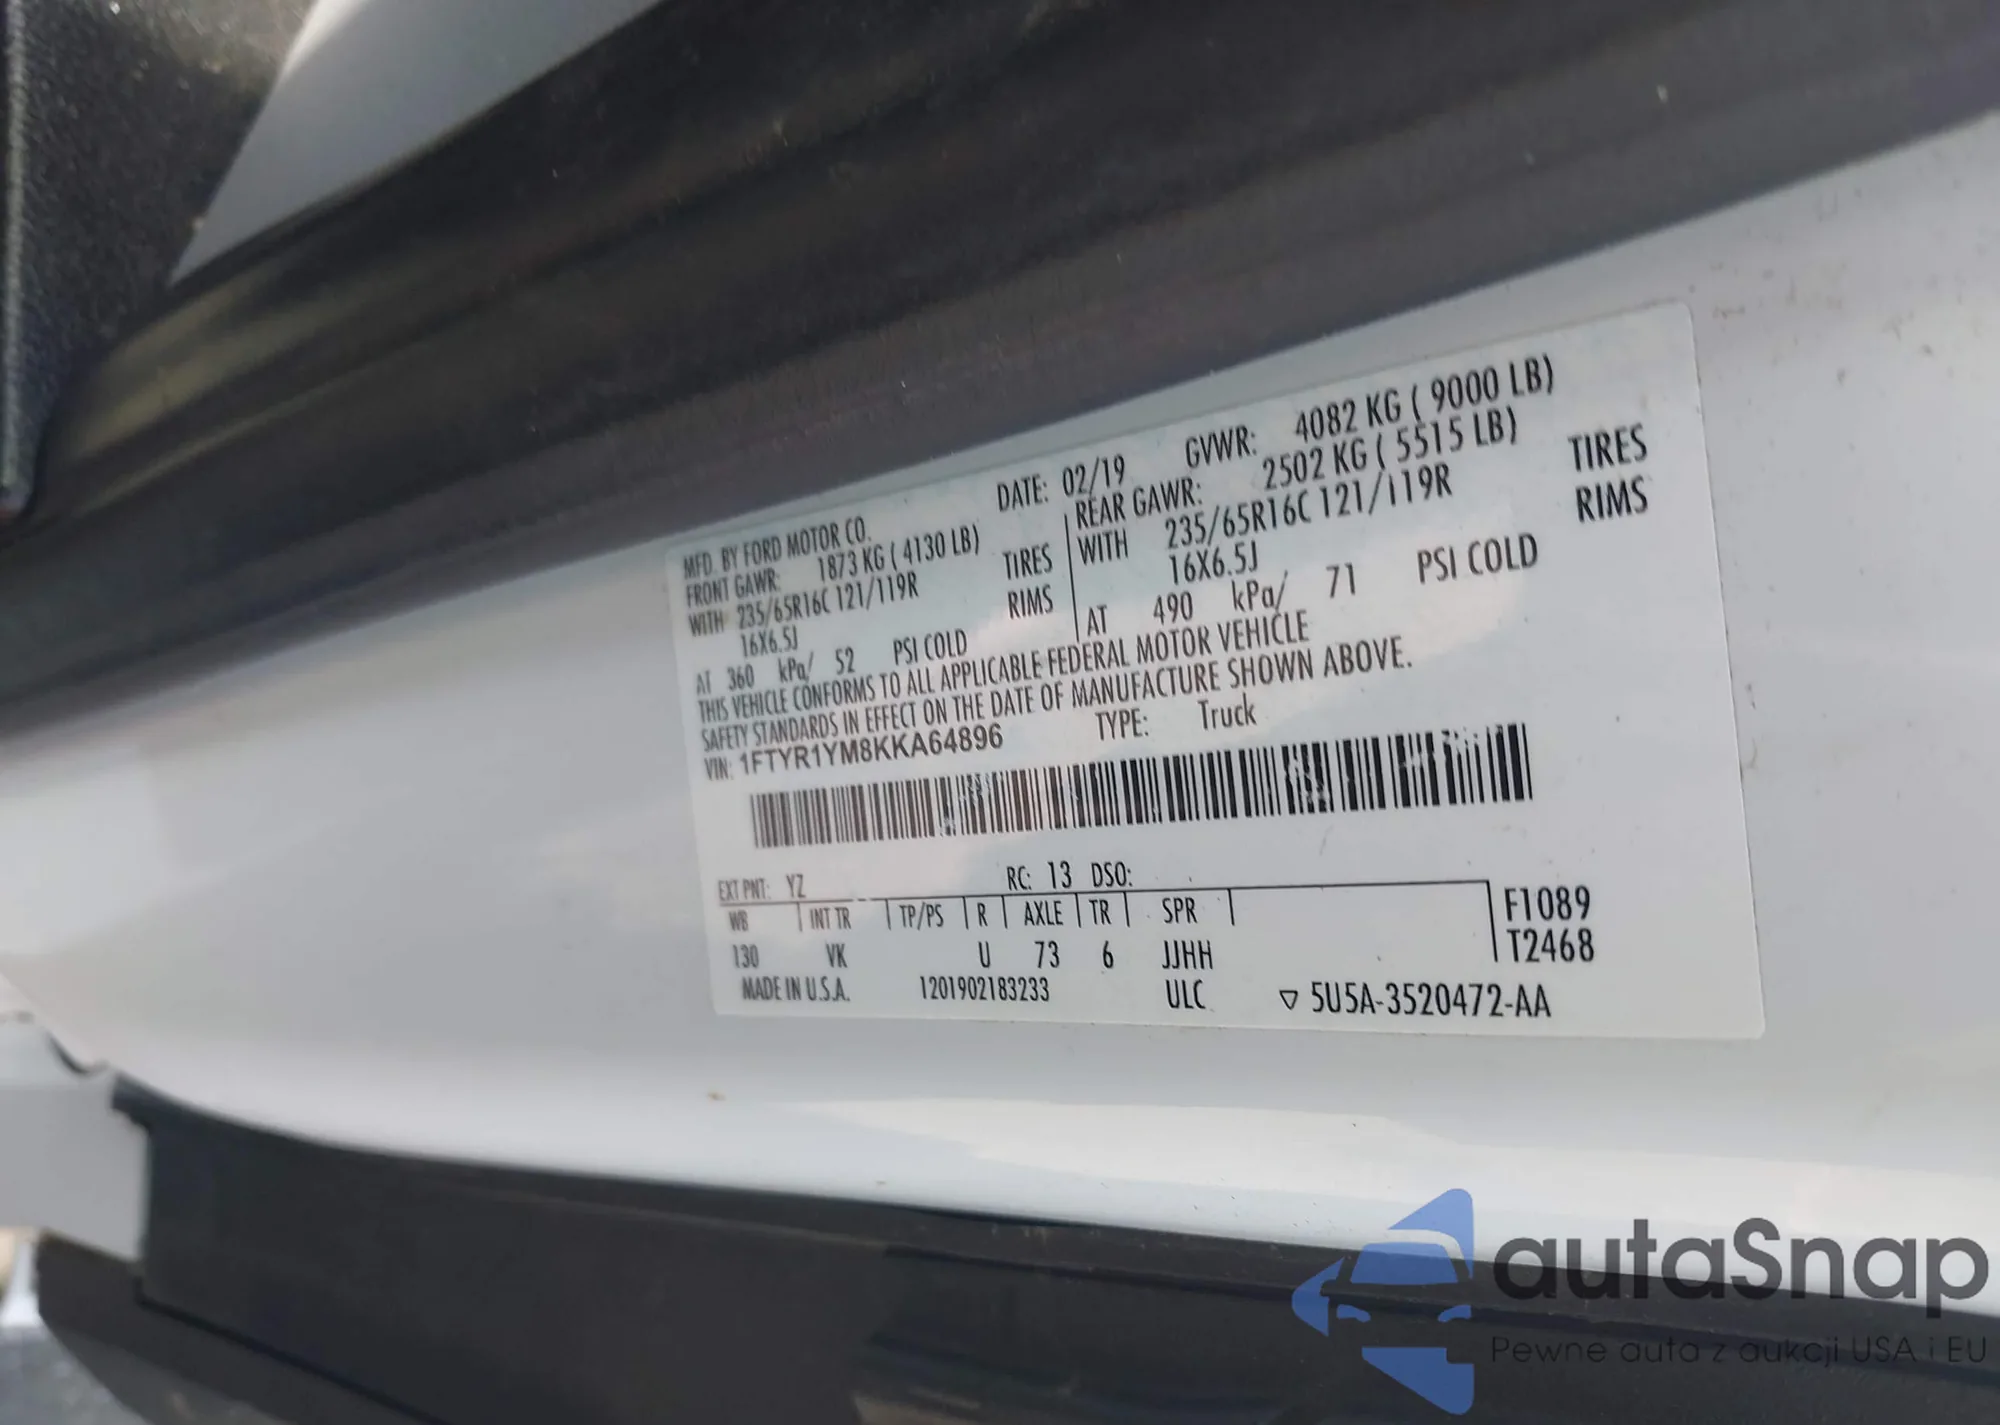 MFD. BY FORD MOTOR CO. DATE: 02/19 GVWR: 4082 KG ( 9000 LB)
FRONT GAWR: 1873 KG ( 4130 LB) REAR GAWR: 2502 KG ( 5515 LB)
WITH 235/65R16C 121/119R TIRES WITH 235/65R16C 121/119R TIRES
16X6.5J RIMS 16X6.5J RIMS
AT 360 kPa/ 52 PSI COLD AT 490 kPa/ 71 PSI COLD
THIS VEHICLE CONFORMS TO ALL APPLICABLE FEDERAL MOTOR VEHICLE
SAFETY STANDARDS IN EFFECT ON THE DATE OF MANUFACTURE SHOWN ABOVE.
VIN: 1FTYR1YM8KKA64896 TYPE: Truck
EXT PNT: YZ RC: 13 DSO:
WB INT TR TP/PS R AXLE TR SPR F1089
130 VK U 73 6 JJHH T2468
MADE IN U.S.A. 1201902183233 ULC ▽ 5U5A-3520472-AA
autaSnap
Pewne auta z aukcji USA i EU